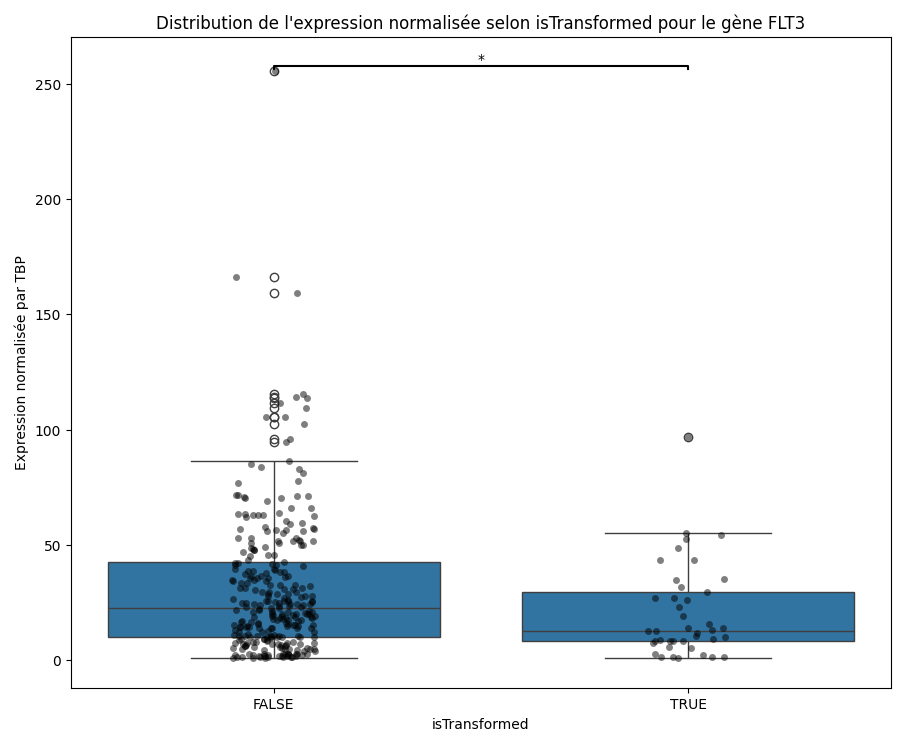 Distribution de l'expression normalisée selon isTransformed pour le gène FLT3
*
250
200
150
100
50
0
Expression normalisée par TBP
FALSE
TRUE
isTransformed